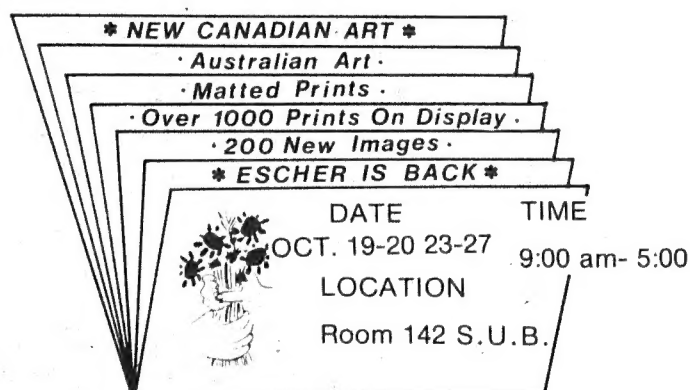 * NEW CANADIAN ART *
· Australian Art ·
· Matted Prints ·
· Over 1000 Prints On Display ·
· 200 New Images ·
* ESCHER IS BACK *
DATE TIME
OCT. 19-20 23-27 9:00 am- 5:00
LOCATION
Room 142 S.U.B.